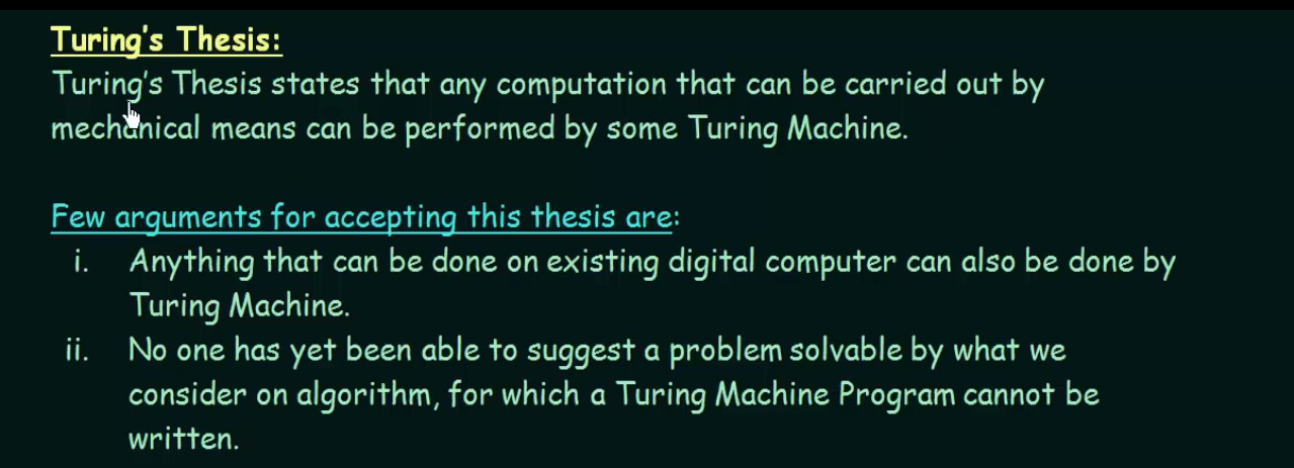 Turing's Thesis:
Turing's Thesis states that any computation that can be carried out by
mechanical means can be performed by some Turing Machine.
Few arguments for accepting this thesis are:
i. Anything that can be done on existing digital computer can also be done by
Turing Machine.
ii. No one has yet been able to suggest a problem solvable by what we
consider on algorithm, for which a Turing Machine Program cannot be
written.